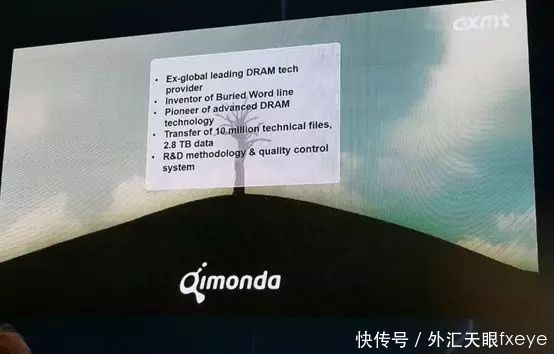 cxmt
• Ex-global leading DRAM tech
provider
• Inventor of Buried Word line
• Pioneer of advanced DRAM
technology
• Transfer of 10 million technical files,
2.8 TB data
• R&D methodology & quality control
system
Qimonda
快传号 / 外汇天眼fxeye